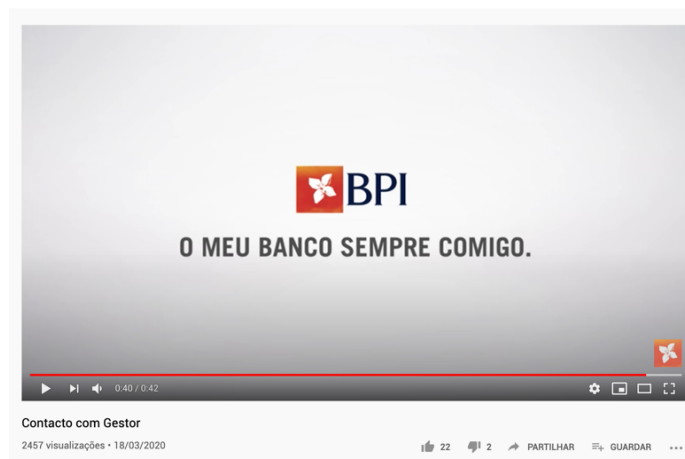 BPI
O MEU BANCO SEMPRE COMIGO.
0:40 / 0:42
Contacto com Gestor
2457 visualizações • 18/03/2020
22 2 PARTILHAR GUARDAR